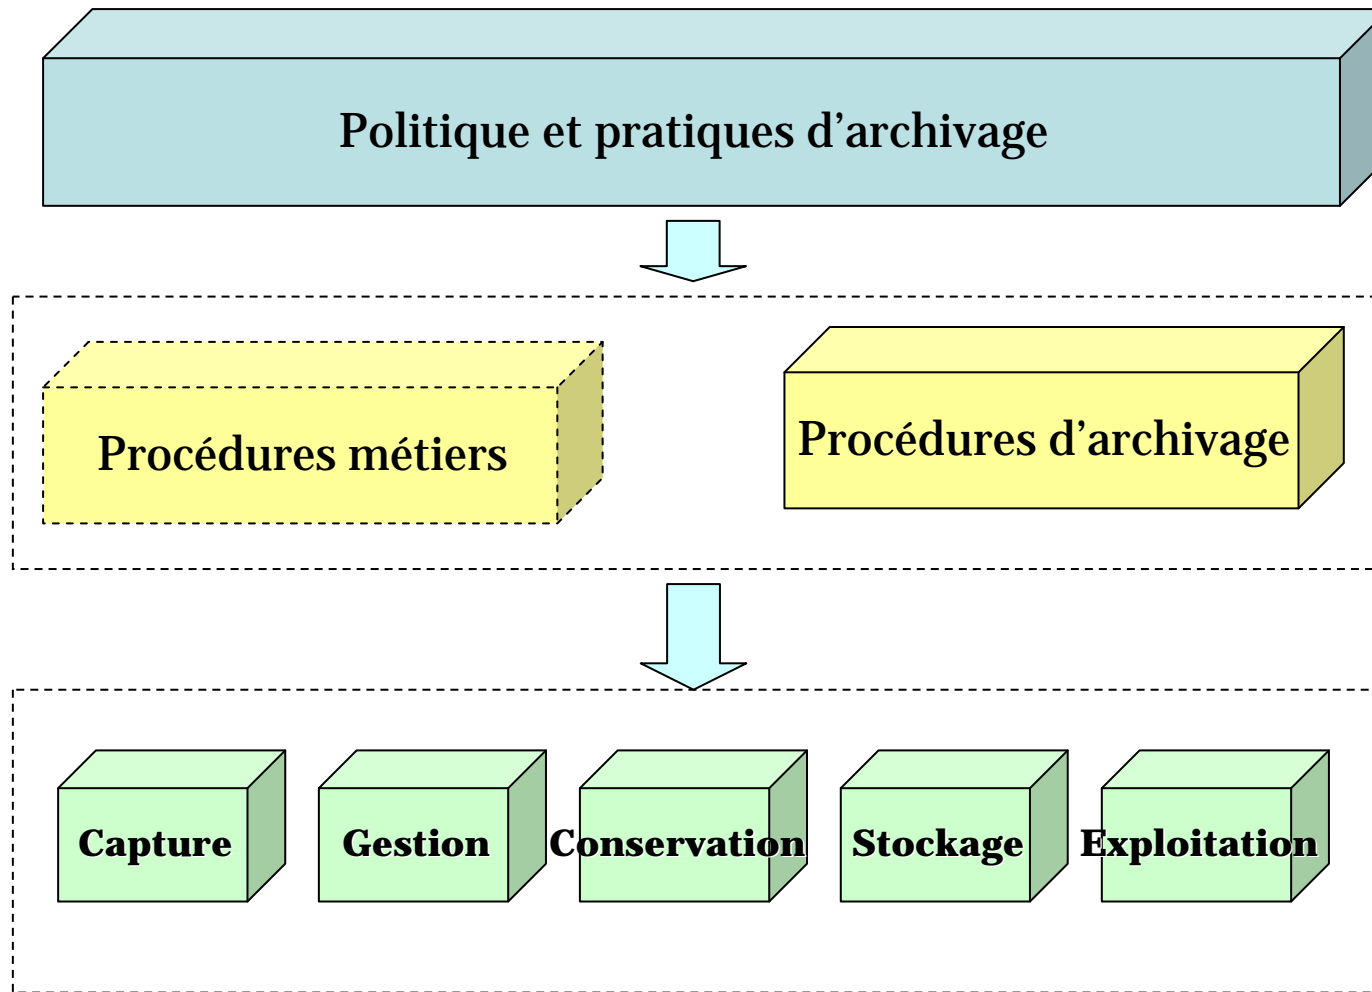 Politique et pratiques d'archivage
Procédures métiers
Procédures d’archivage
Capture
Gestion
Conservation
Stockage
Exploitation